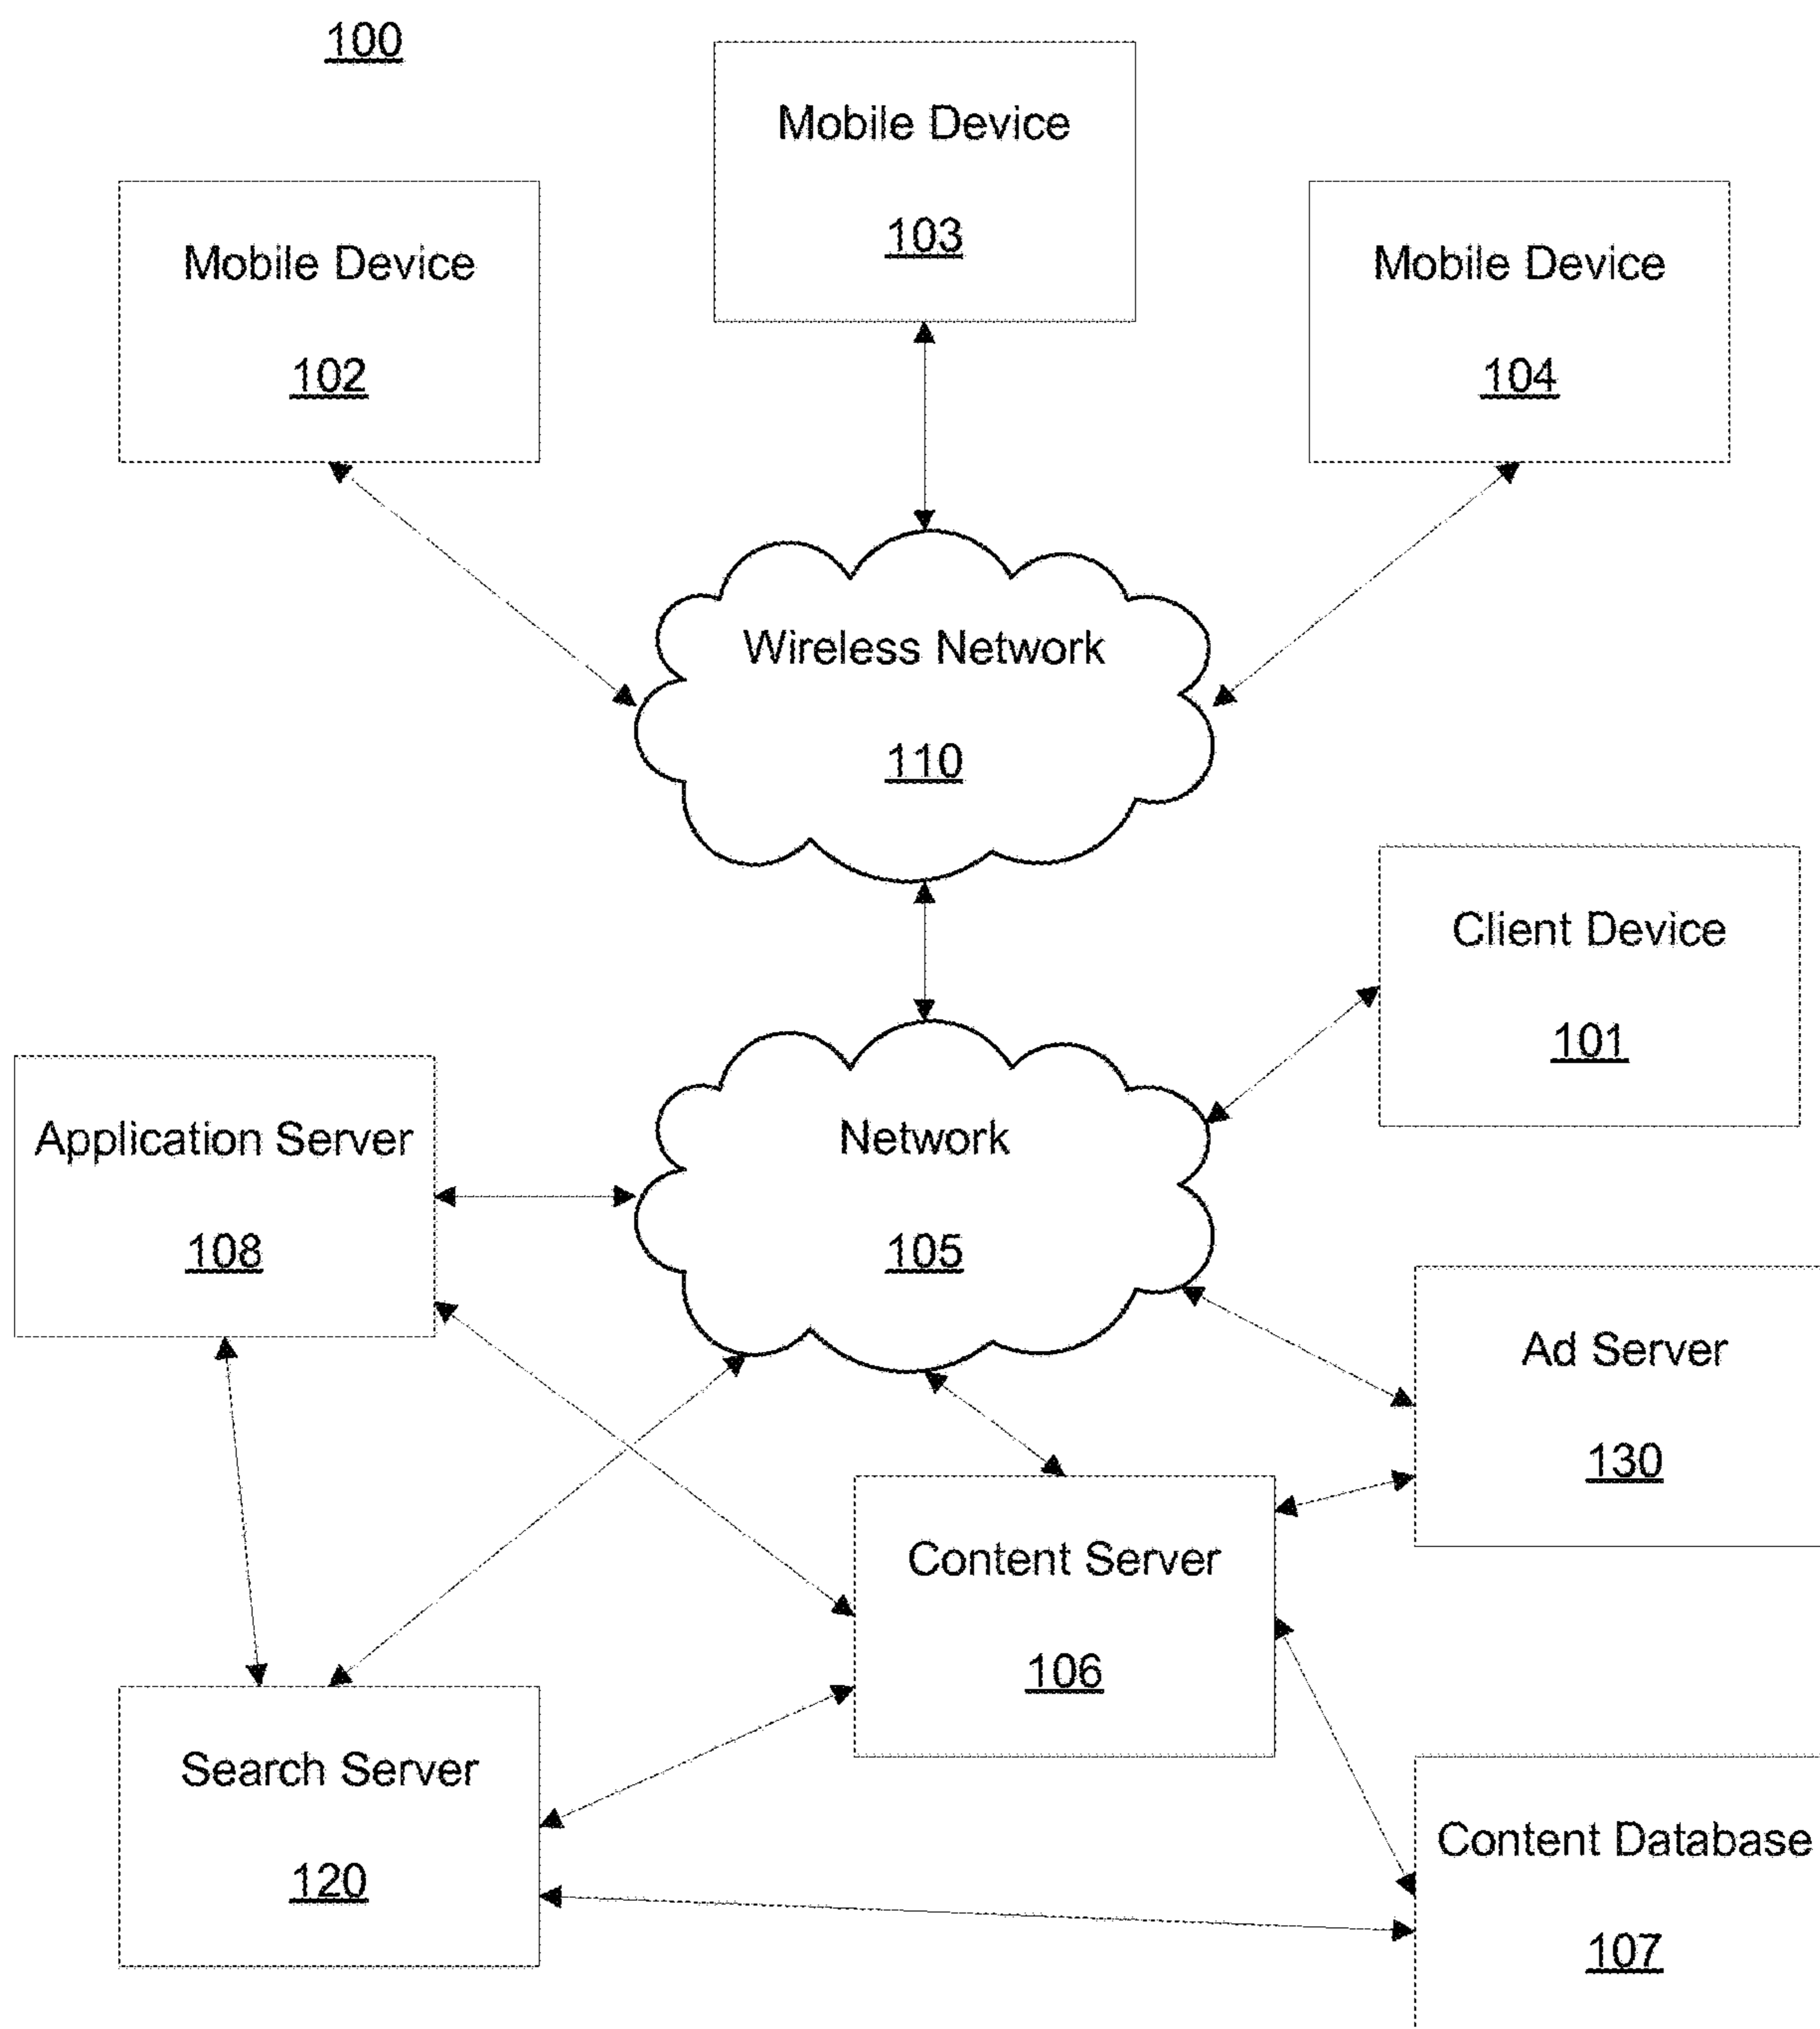 100
Mobile Device
103
Mobile Device
102
Mobile Device
104
Wireless Network
110
Client Device
101
Application Server
108
Network
105
Ad Server
130
Content Server
106
Search Server
120
Content Database
107